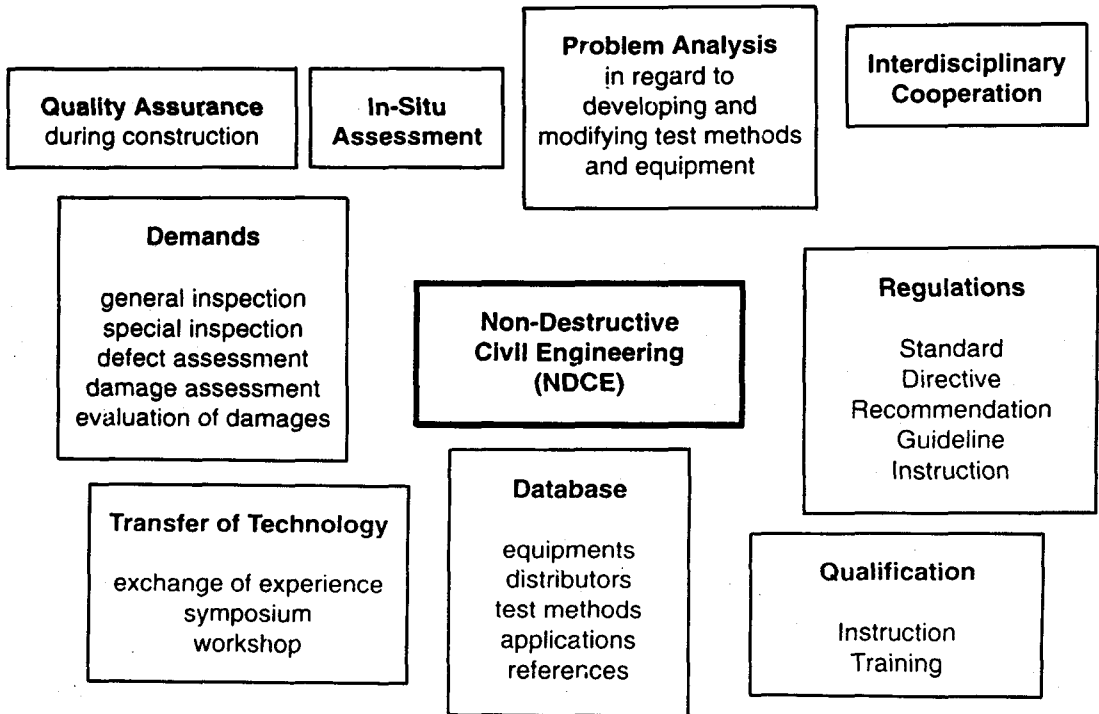 Quality Assurance
during construction
In-Situ
Assessment
Problem Analysis
in regard to
developing and
modifying test methods
and equipment
Interdisciplinary
Cooperation
Demands
general inspection
special inspection
defect assessment
damage assessment
evaluation of damages
Non-Destructive
Civil Engineering
(NDCE)
Regulations
Standard
Directive
Recommendation
Guideline
Instruction
Transfer of Technology
exchange of experience
symposium
workshop
Database
equipments
distributors
test methods
applications
references
Qualification
Instruction
Training